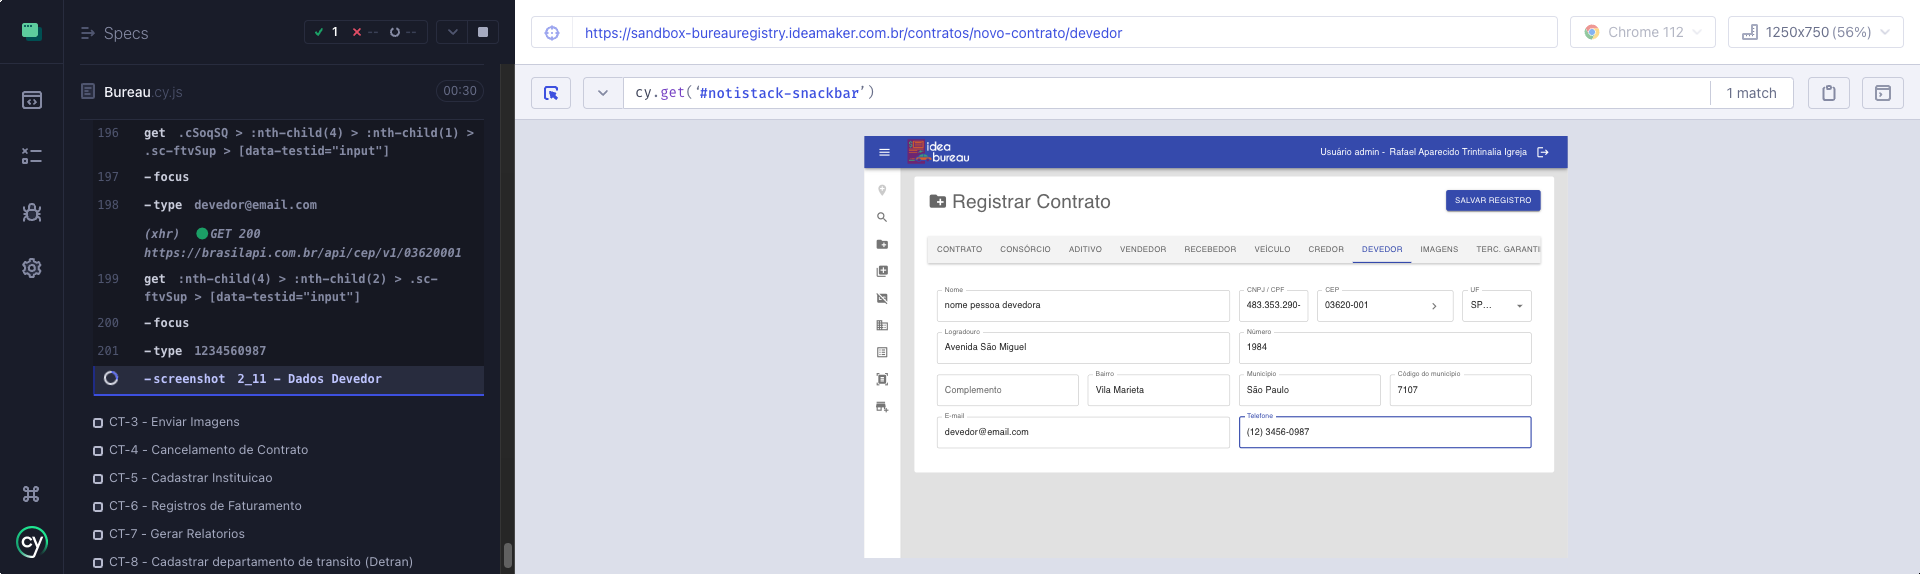 Specs
1
--
--
https://sandbox-bureauregistry.ideamaker.com.br/contratos/novo-contrato/devedor
Chrome 112
1250x750 (56%)
Bureau.cy.js
00:30
cy.get('#notistack-snackbar')
1 match
196 get .cSoqSQ > :nth-child(4) > :nth-child(1) >
.sc-ftvSup > [data-testid="input"]
197 -focus
198 -type devedor@email.com
(xhr) GET 200
https://brasilapi.com.br/api/cep/v1/03620001
199 get :nth-child(4) > :nth-child(2) > .sc-
ftvSup > [data-testid="input"]
200 -focus
201 -type 1234560987
-screenshot 2_11 - Dados Devedor
CT-3 - Enviar Imagens
CT-4 - Cancelamento de Contrato
CT-5 - Cadastrar Instituicao
CT-6 - Registros de Faturamento
CT-7 - Gerar Relatorios
CT-8 - Cadastrar departamento de transito (Detran)
cy
idea
bureau
Usuário admin - Rafael Aparecido Trintinalia Igreja
Registrar Contrato
SALVAR REGISTRO
CONTRATO CONSÓRCIO ADITIVO VENDEDOR RECEBEDOR VEÍCULO CREDOR DEVEDOR IMAGENS TERC. GARANTI
Nome CNPJ / CPF CEP UF
nome pessoa devedora 483.353.290- 03620-001 SP...
Logradouro Número
Avenida São Miguel 1984
Bairro Município Código do município
Complemento Vila Marieta São Paulo 7107
E-mail Telefone
devedor@email.com (12) 3456-0987